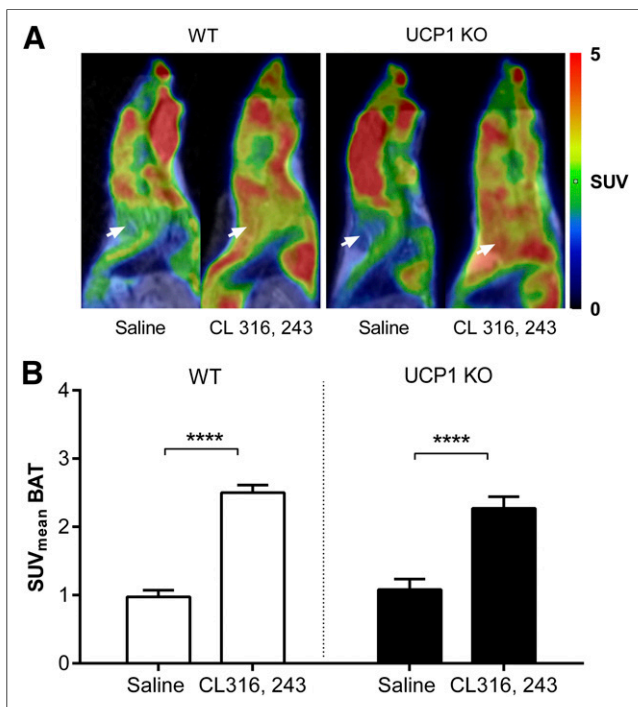 A
WT
UCP1 KO
5
SUV
0
Saline
CL 316, 243
Saline
CL 316, 243
B
WT
UCP1 KO
4
3
2
1
0
SUVmean BAT
****
****
Saline
CL316, 243
Saline
CL316, 243